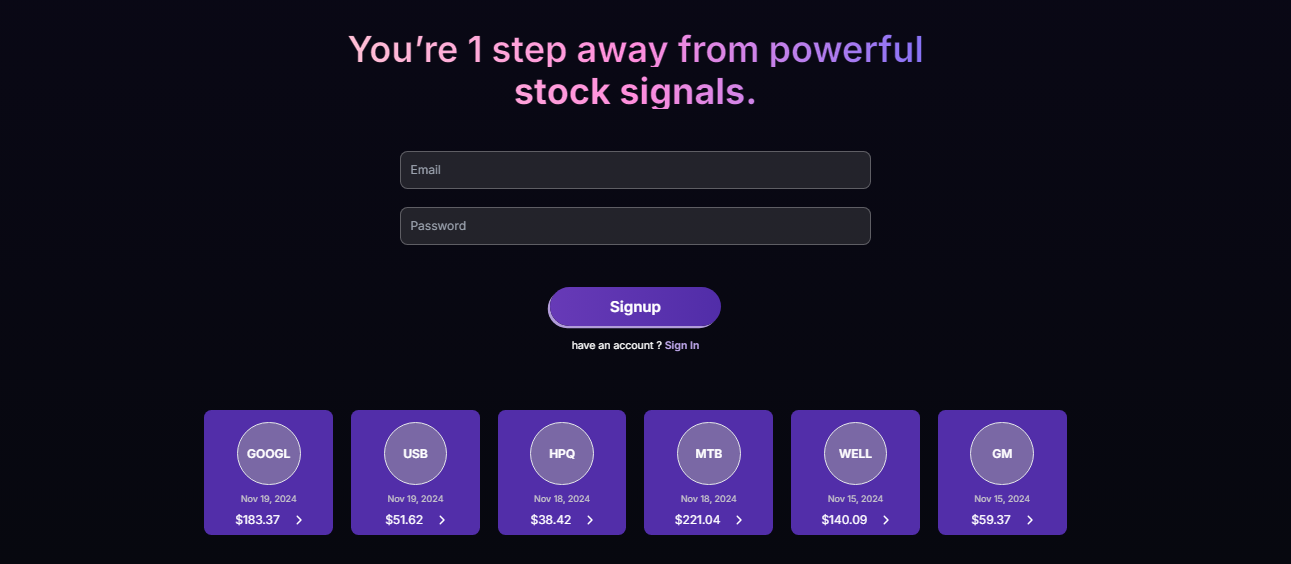 You’re 1 step away from powerful
stock signals.
Email
Password
Signup
have an account ? Sign In
GOOGL USB HPQ MTB WELL GM
Nov 19, 2024 Nov 19, 2024 Nov 18, 2024 Nov 18, 2024 Nov 15, 2024 Nov 15, 2024
$183.37 $51.62 $38.42 $221.04 $140.09 $59.37